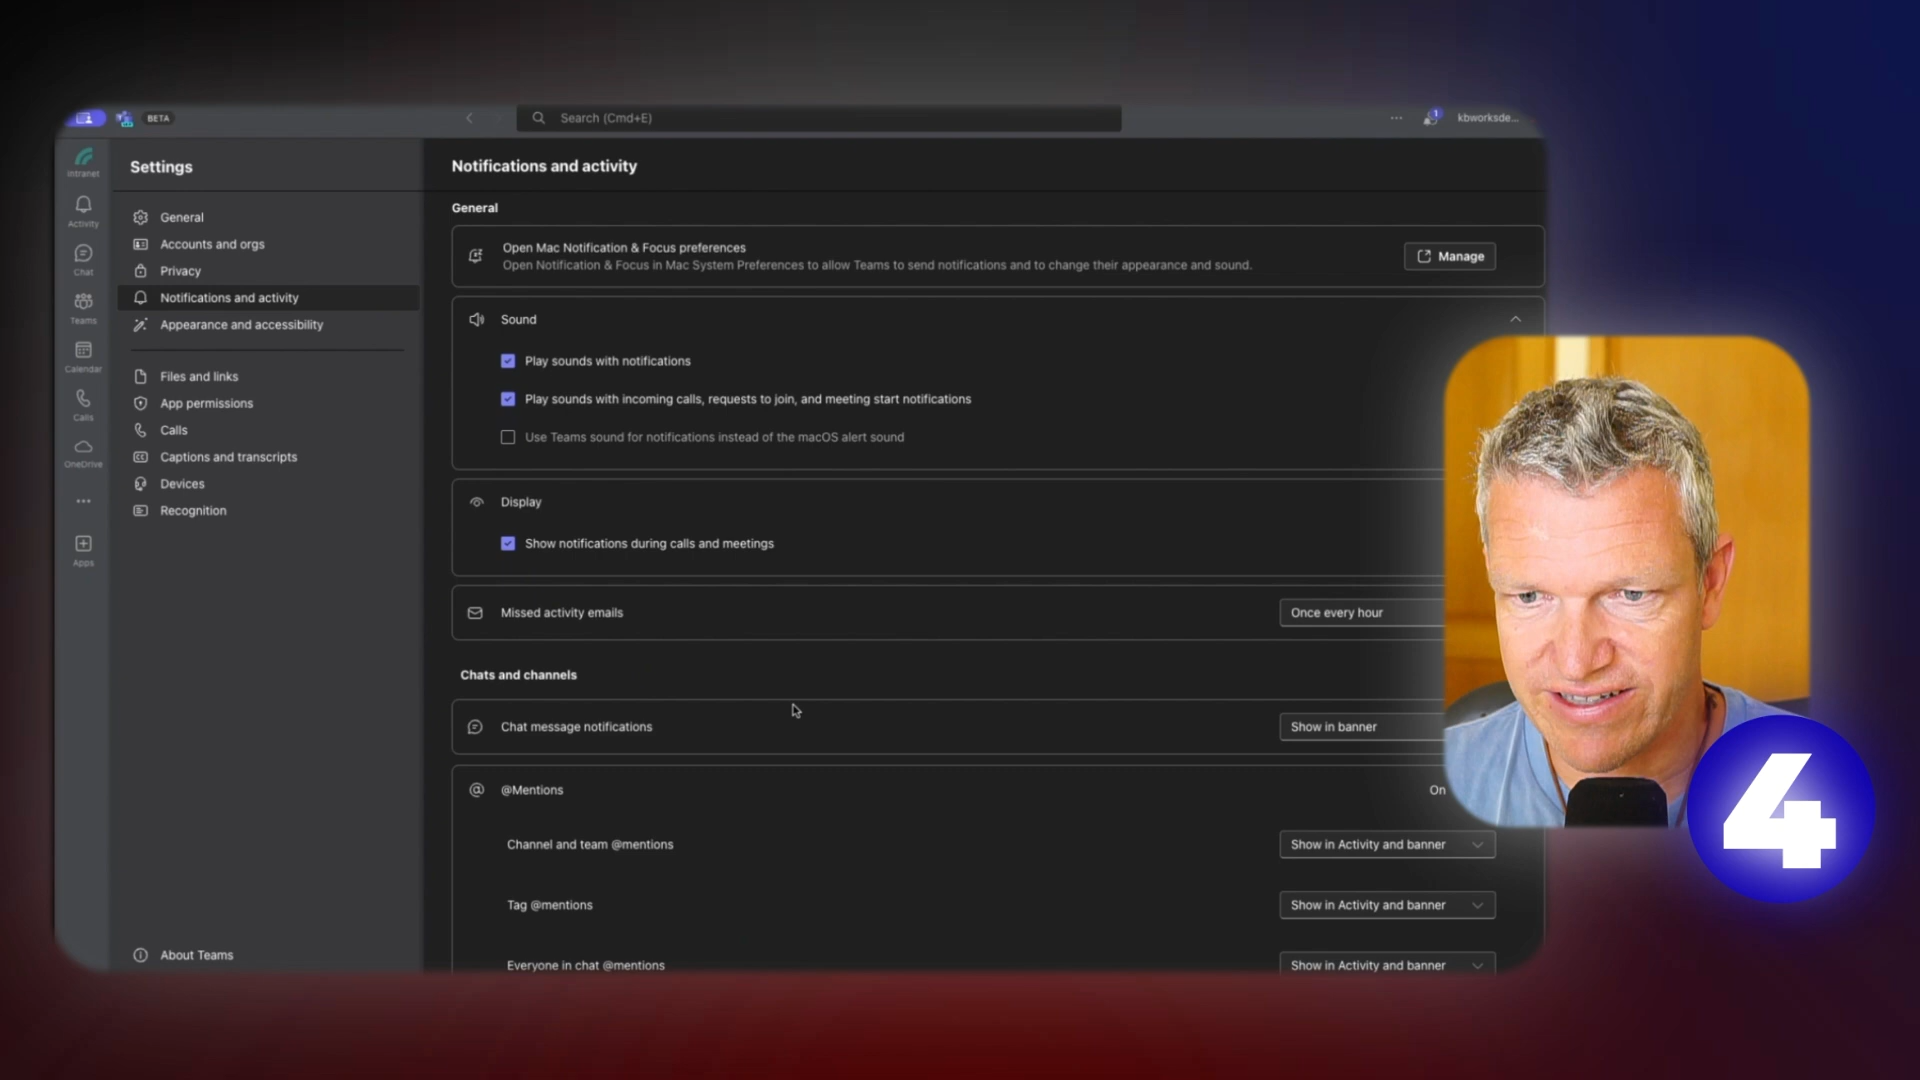 BETA
Search (Cmd+E)
1
kbworksde...
Intranet
Activity
Chat
Teams
Calendar
Calls
OneDrive
Apps
Settings
General
Accounts and orgs
Privacy
Notifications and activity
Appearance and accessibility
Files and links
App permissions
Calls
Captions and transcripts
Devices
Recognition
About Teams
Notifications and activity
General
Open Mac Notification & Focus preferences
Open Notification & Focus in Mac System Preferences to allow Teams to send notifications and to change their appearance and sound.
Manage
Sound
Play sounds with notifications
Play sounds with incoming calls, requests to join, and meeting start notifications
Use Teams sound for notifications instead of the macOS alert sound
Display
Show notifications during calls and meetings
Missed activity emails
Once every hour
Chats and channels
Chat message notifications
Show in banner
@Mentions
On
Channel and team @mentions
Show in Activity and banner
Tag @mentions
Show in Activity and banner
Everyone in chat @mentions
Show in Activity and banner
4